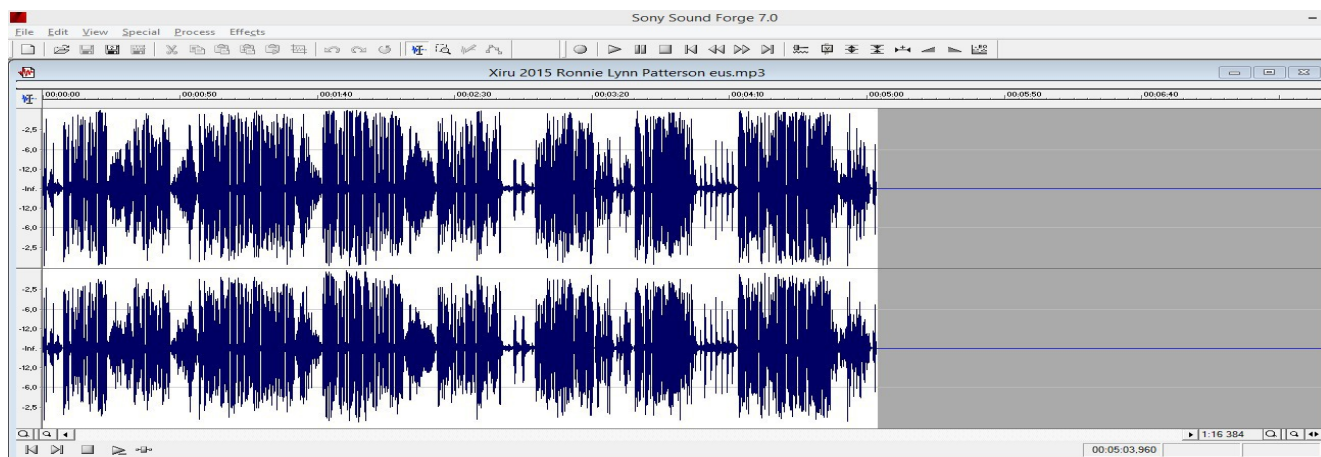 Sony Sound Forge 7.0
File Edit View Special Process Effects
Xiru 2015 Ronnie Lynn Patterson eus.mp3
00:00:00 00:00:50 00:01:40 00:02:30 00:03:20 00:04:10 00:05:00 00:05:50 00:06:40
-2,5
-6,0
-12,0
-Inf.
-12,0
-6,0
-2,5
-2,5
-6,0
-12,0
-Inf.
-12,0
-6,0
-2,5
1:16 384
00:05:03,960